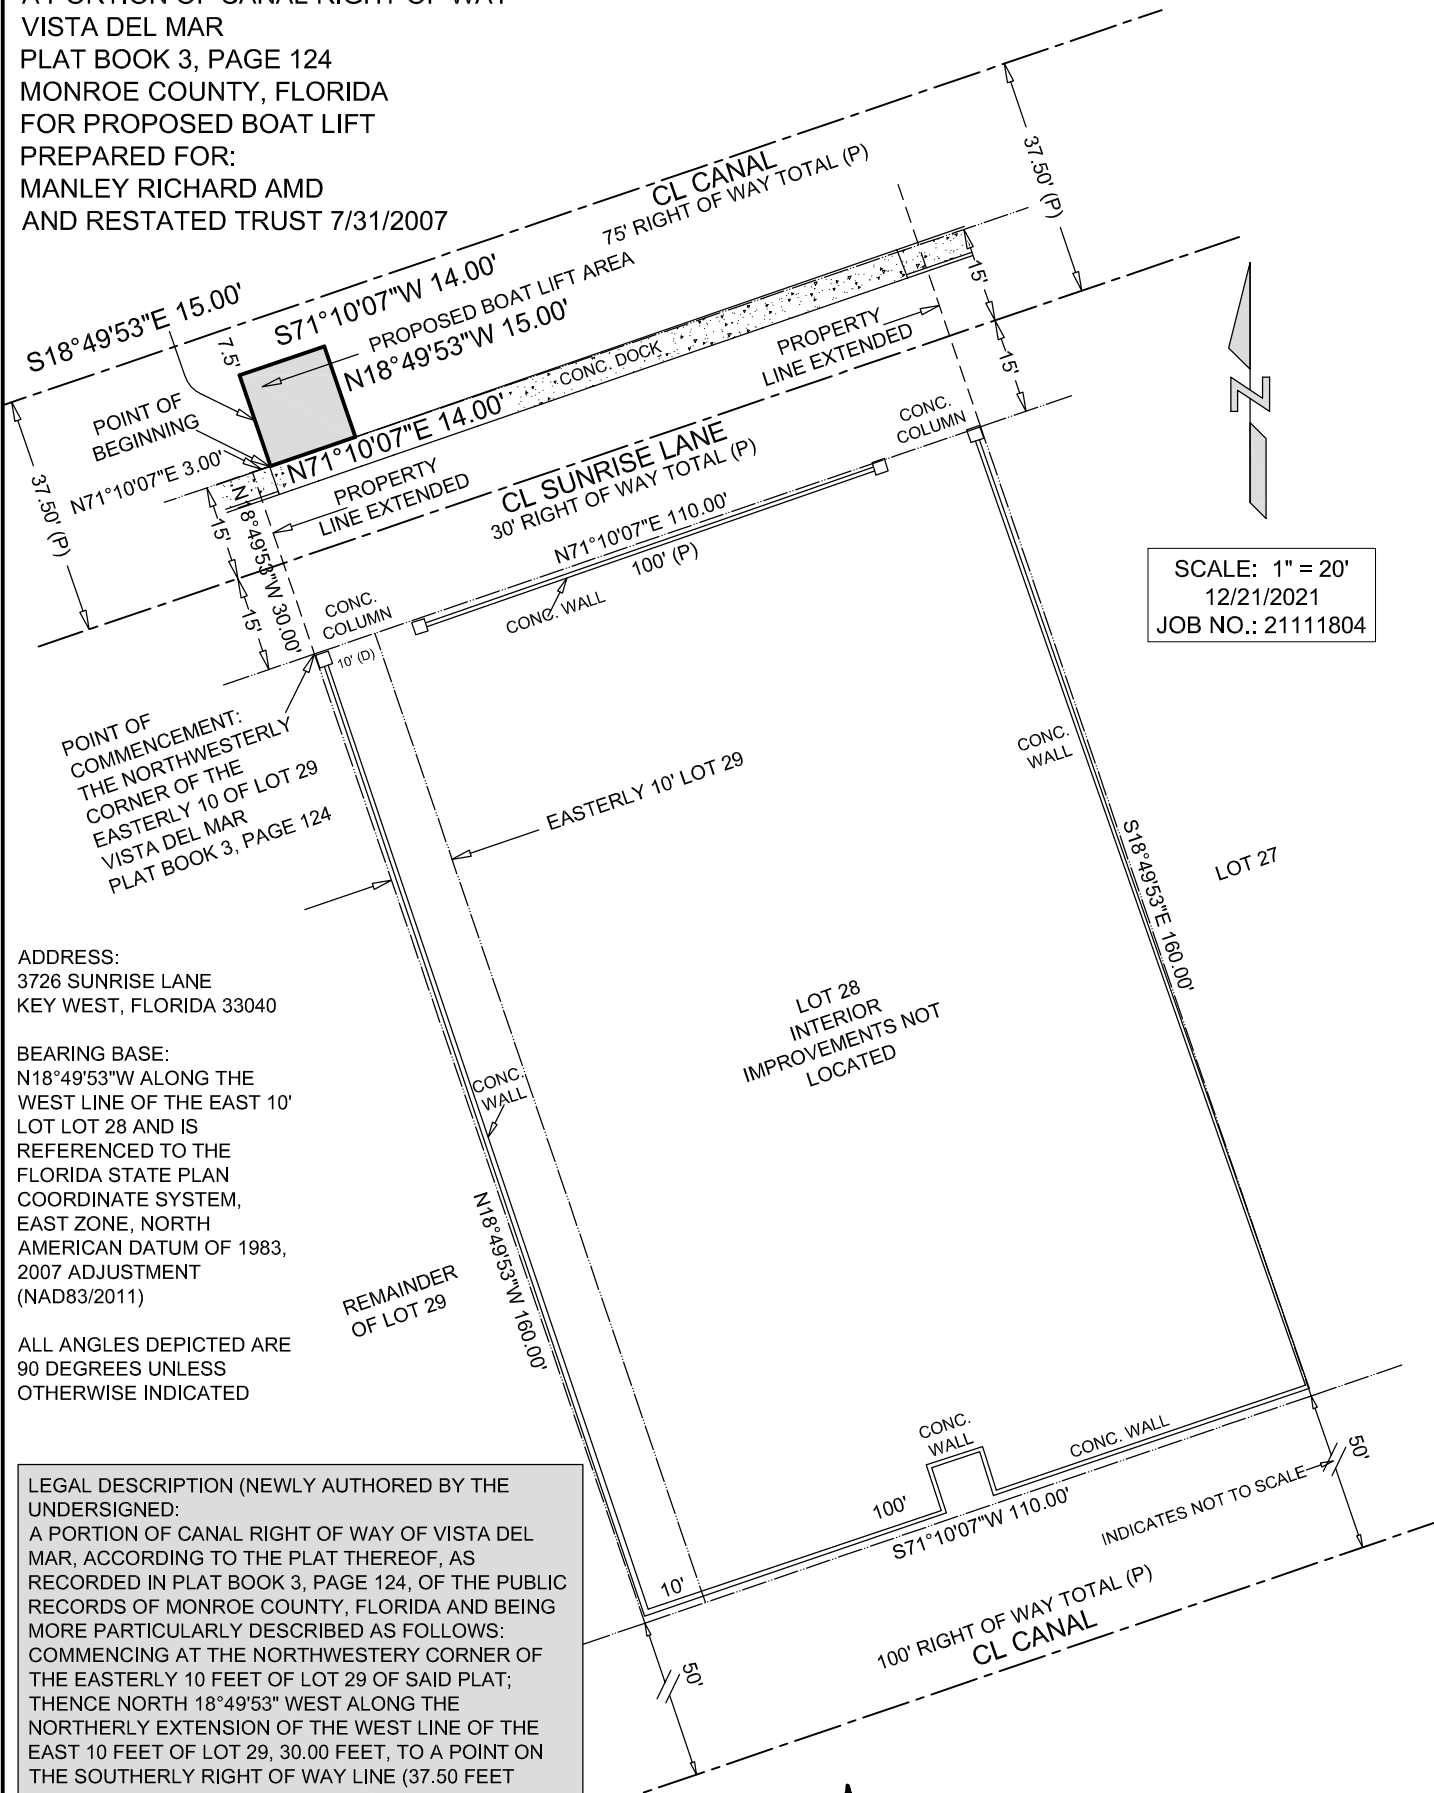 A PORTION OF CANAL RIGHT OF WAY
VISTA DEL MAR
PLAT BOOK 3, PAGE 124
MONROE COUNTY, FLORIDA
FOR PROPOSED BOAT LIFT
PREPARED FOR:
MANLEY RICHARD AMD
AND RESTATED TRUST 7/31/2007
CL CANAL
75' RIGHT OF WAY TOTAL (P)
37.50' (P)
S18°49'53"E 15.00'
7.5'
S71°10'07"W 14.00'
PROPOSED BOAT LIFT AREA
N18°49'53"W 15.00'
CONC. DOCK
15'
PROPERTY
LINE EXTENDED
15'
POINT OF
BEGINNING
N71°10'07"E 14.00'
N71°10'07"E 3.00'
37.50' (P)
15'
N18°49'53"W 30.00'
15'
PROPERTY
LINE EXTENDED
CL SUNRISE LANE
30' RIGHT OF WAY TOTAL (P)
N71°10'07"E 110.00'
100' (P)
CONC. WALL
CONC.
COLUMN
CONC.
COLUMN
10' (D)
SCALE: 1" = 20'
12/21/2021
JOB NO.: 21111804
POINT OF
COMMENCEMENT:
THE NORTHWESTERLY
CORNER OF THE
EASTERLY 10 OF LOT 29
VISTA DEL MAR
PLAT BOOK 3, PAGE 124
EASTERLY 10' LOT 29
CONC.
WALL
S18°49'53"E 160.00'
LOT 27
ADDRESS:
3726 SUNRISE LANE
KEY WEST, FLORIDA 33040
BEARING BASE:
N18°49'53"W ALONG THE
WEST LINE OF THE EAST 10'
LOT LOT 28 AND IS
REFERENCED TO THE
FLORIDA STATE PLAN
COORDINATE SYSTEM,
EAST ZONE, NORTH
AMERICAN DATUM OF 1983,
2007 ADJUSTMENT
(NAD83/2011)
ALL ANGLES DEPICTED ARE
90 DEGREES UNLESS
OTHERWISE INDICATED
LOT 28
INTERIOR
IMPROVEMENTS NOT
LOCATED
CONC.
WALL
N18°49'53"W 160.00'
REMAINDER
OF LOT 29
CONC.
WALL
CONC. WALL
100'
S71°10'07"W 110.00'
10'
50'
INDICATES NOT TO SCALE
50'
100' RIGHT OF WAY TOTAL (P)
CL CANAL
LEGAL DESCRIPTION (NEWLY AUTHORED BY THE
UNDERSIGNED:
A PORTION OF CANAL RIGHT OF WAY OF VISTA DEL
MAR, ACCORDING TO THE PLAT THEREOF, AS
RECORDED IN PLAT BOOK 3, PAGE 124, OF THE PUBLIC
RECORDS OF MONROE COUNTY, FLORIDA AND BEING
MORE PARTICULARLY DESCRIBED AS FOLLOWS:
COMMENCING AT THE NORTHWESTERY CORNER OF
THE EASTERLY 10 FEET OF LOT 29 OF SAID PLAT;
THENCE NORTH 18°49'53" WEST ALONG THE
NORTHERLY EXTENSION OF THE WEST LINE OF THE
EAST 10 FEET OF LOT 29, 30.00 FEET, TO A POINT ON
THE SOUTHERLY RIGHT OF WAY LINE (37.50 FEET
Z